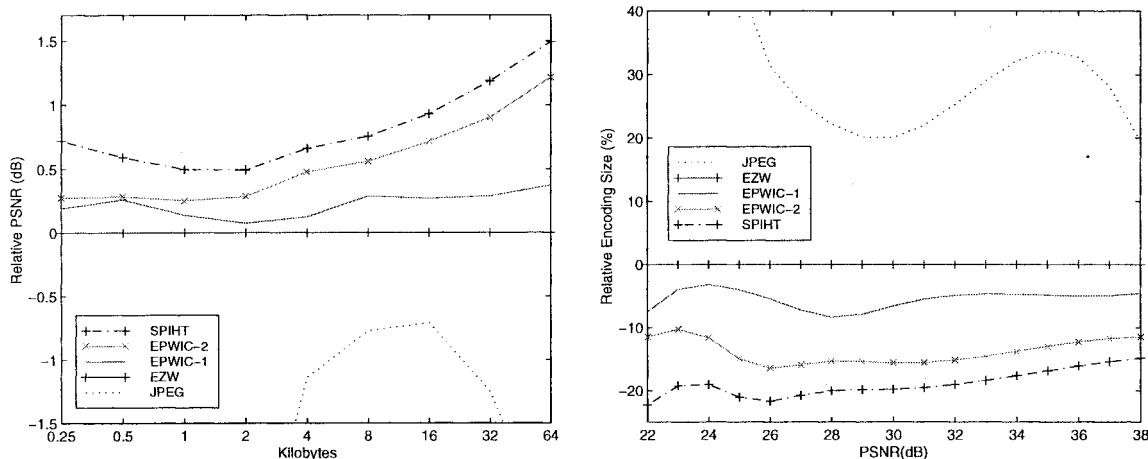 Relative PSNR (dB)
1.5
1
0.5
0
−0.5
−1
−1.5
SPIHT
EPWIC−2
EPWIC−1
EZW
JPEG
0.25 0.5 1 2 4 8 16 32 64
Kilobytes
Relative Encoding Size (%)
40
30
20
10
0
−10
−20
JPEG
EZW
EPWIC−1
EPWIC−2
SPIHT
22 24 26 28 30 32 34 36 38
PSNR(dB)